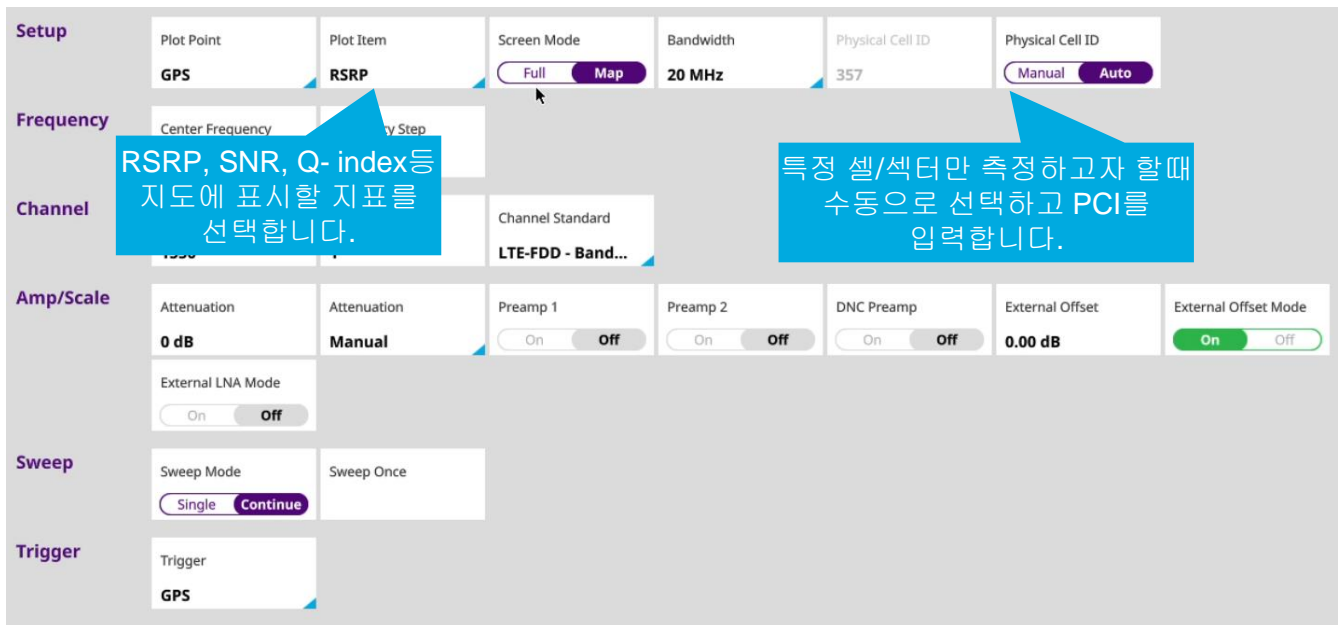 Setup
Plot Point
GPS
Plot Item
RSRP
Screen Mode
Full Map
Bandwidth
20 MHz
Physical Cell ID
357
Physical Cell ID
Manual Auto
Frequency
Center Frequency
Step
RSRP, SNR, Q- index등
지도에 표시할 지표를
선택합니다.
특정 셀/섹터만 측정하고자 할때
수동으로 선택하고 PCI를
입력합니다.
Channel
Channel Standard
LTE-FDD - Band...
Amp/Scale
Attenuation
0 dB
Attenuation
Manual
Preamp 1
On Off
Preamp 2
On Off
DNC Preamp
On Off
External Offset
0.00 dB
External Offset Mode
On Off
External LNA Mode
On Off
Sweep
Sweep Mode
Single Continue
Sweep Once
Trigger
Trigger
GPS